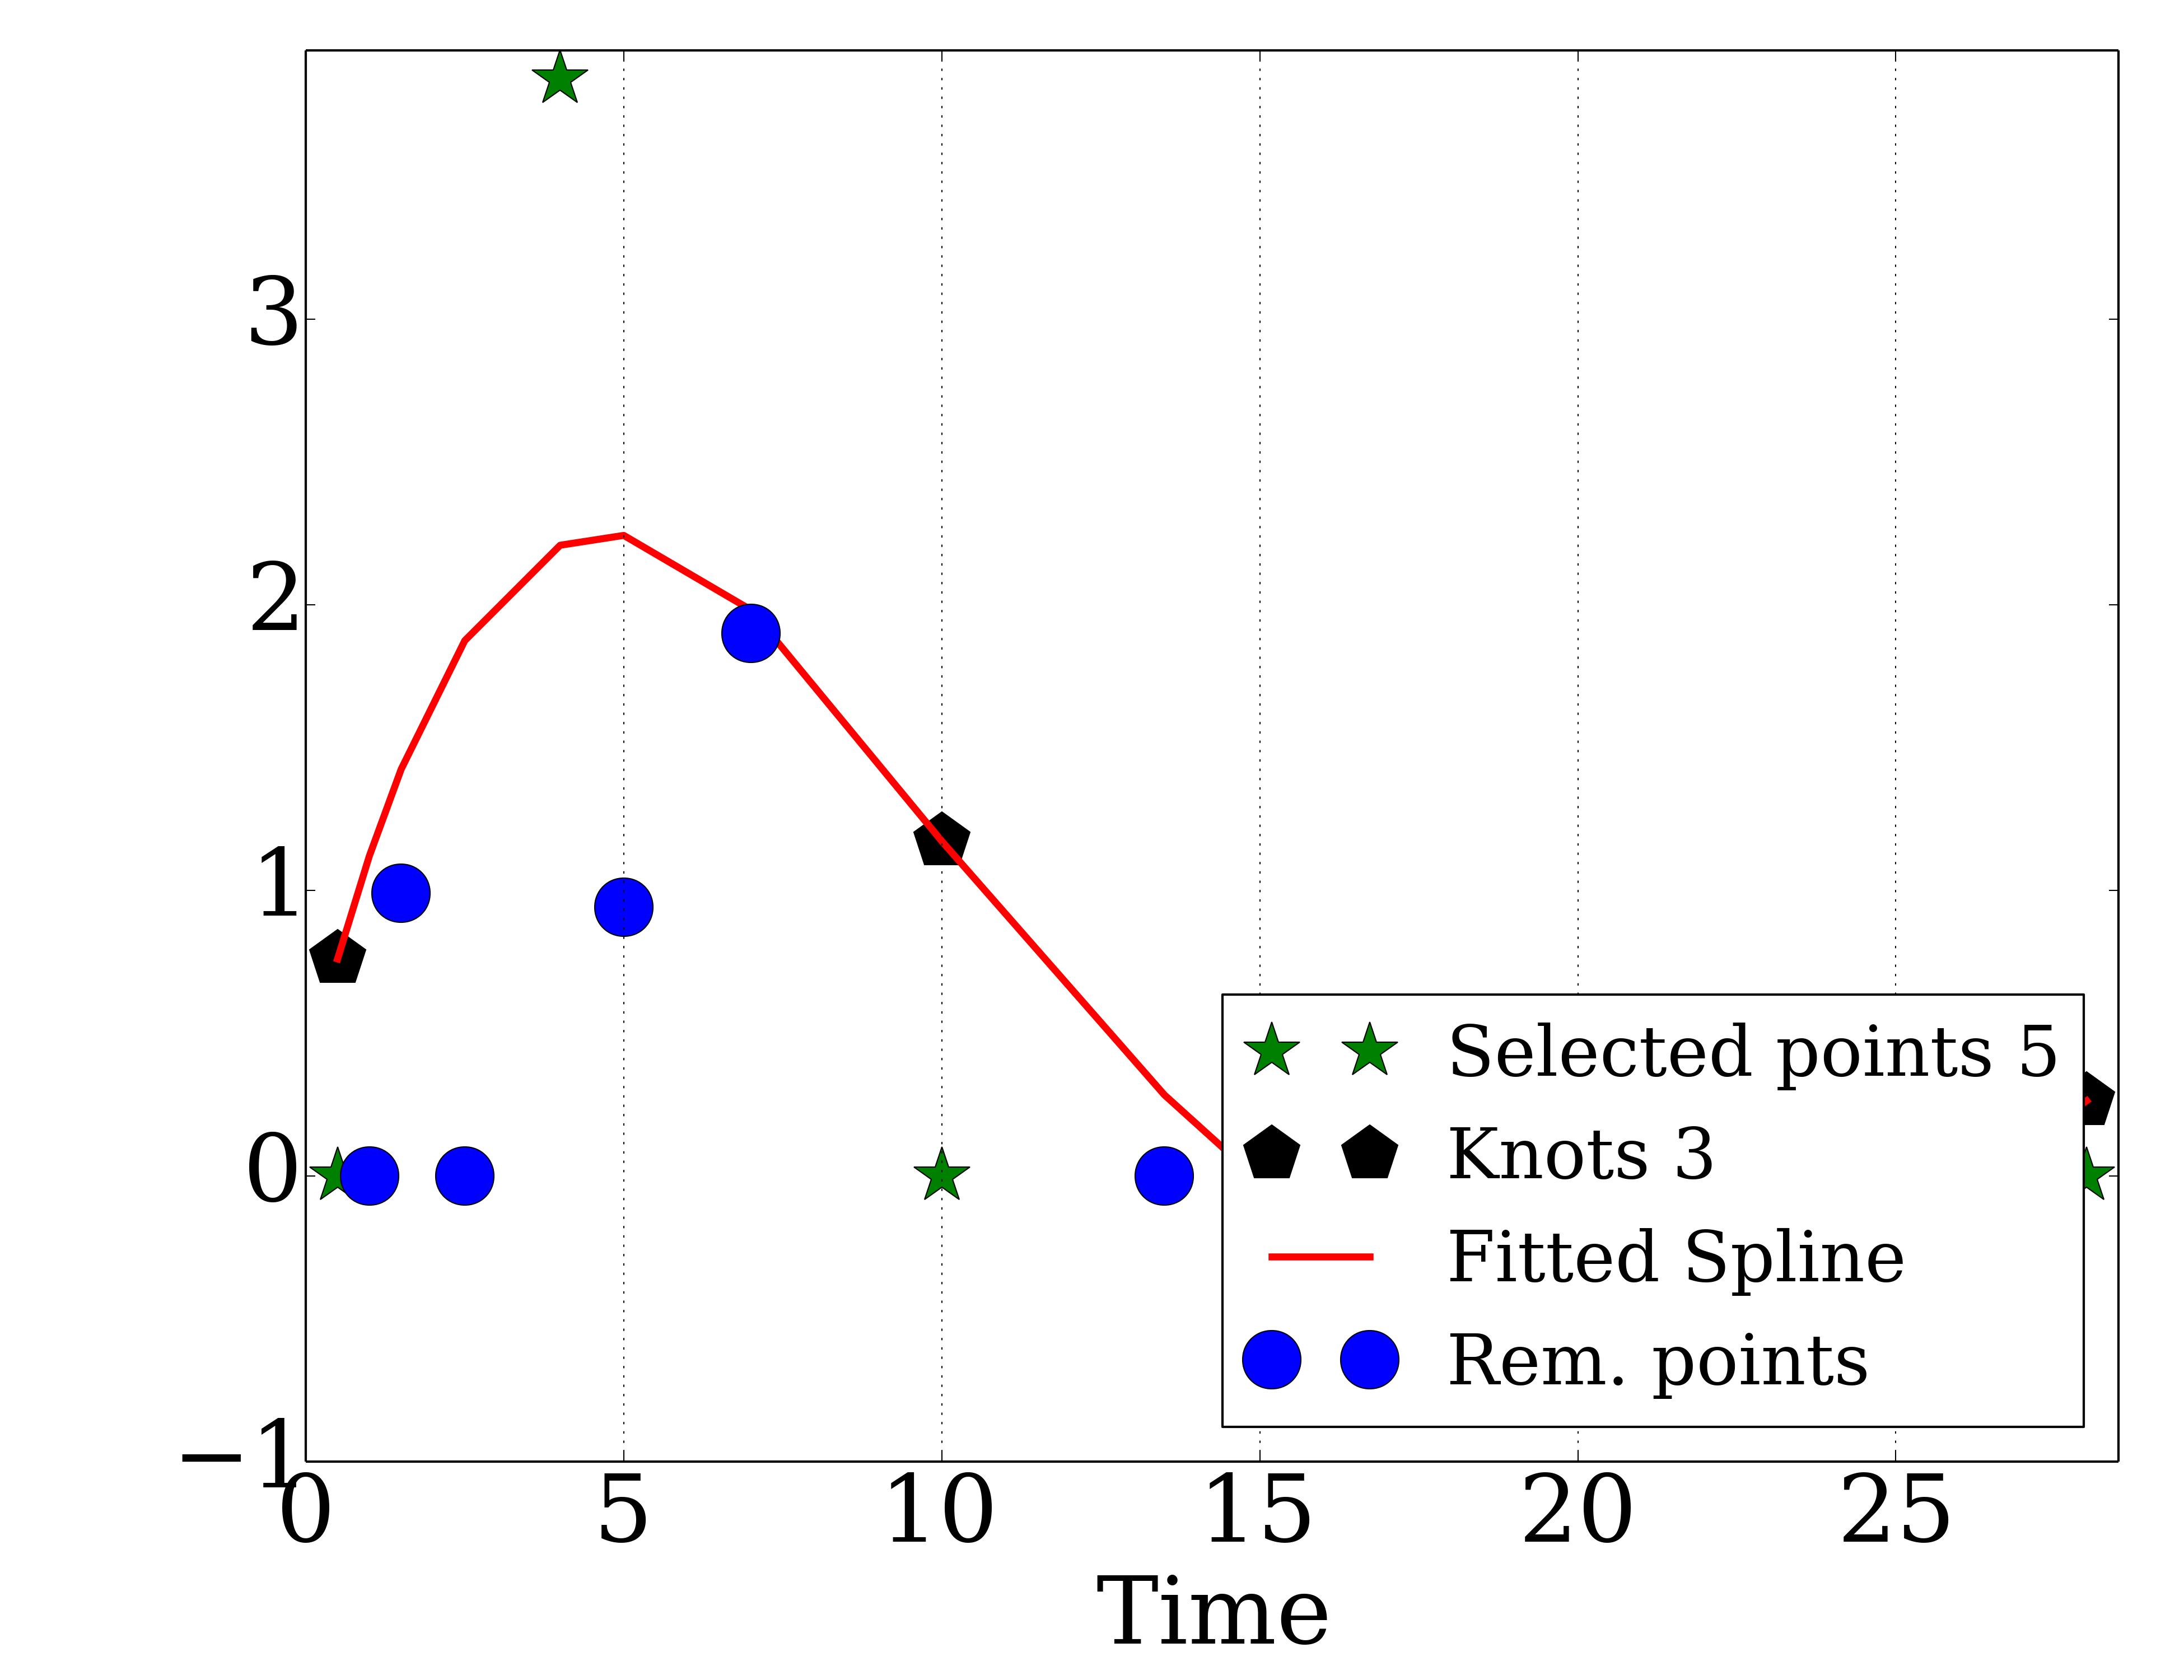 3
2
1
0
−1
0 5 10 15 20 25
Time
Selected points 5
Knots 3
Fitted Spline
Rem. points